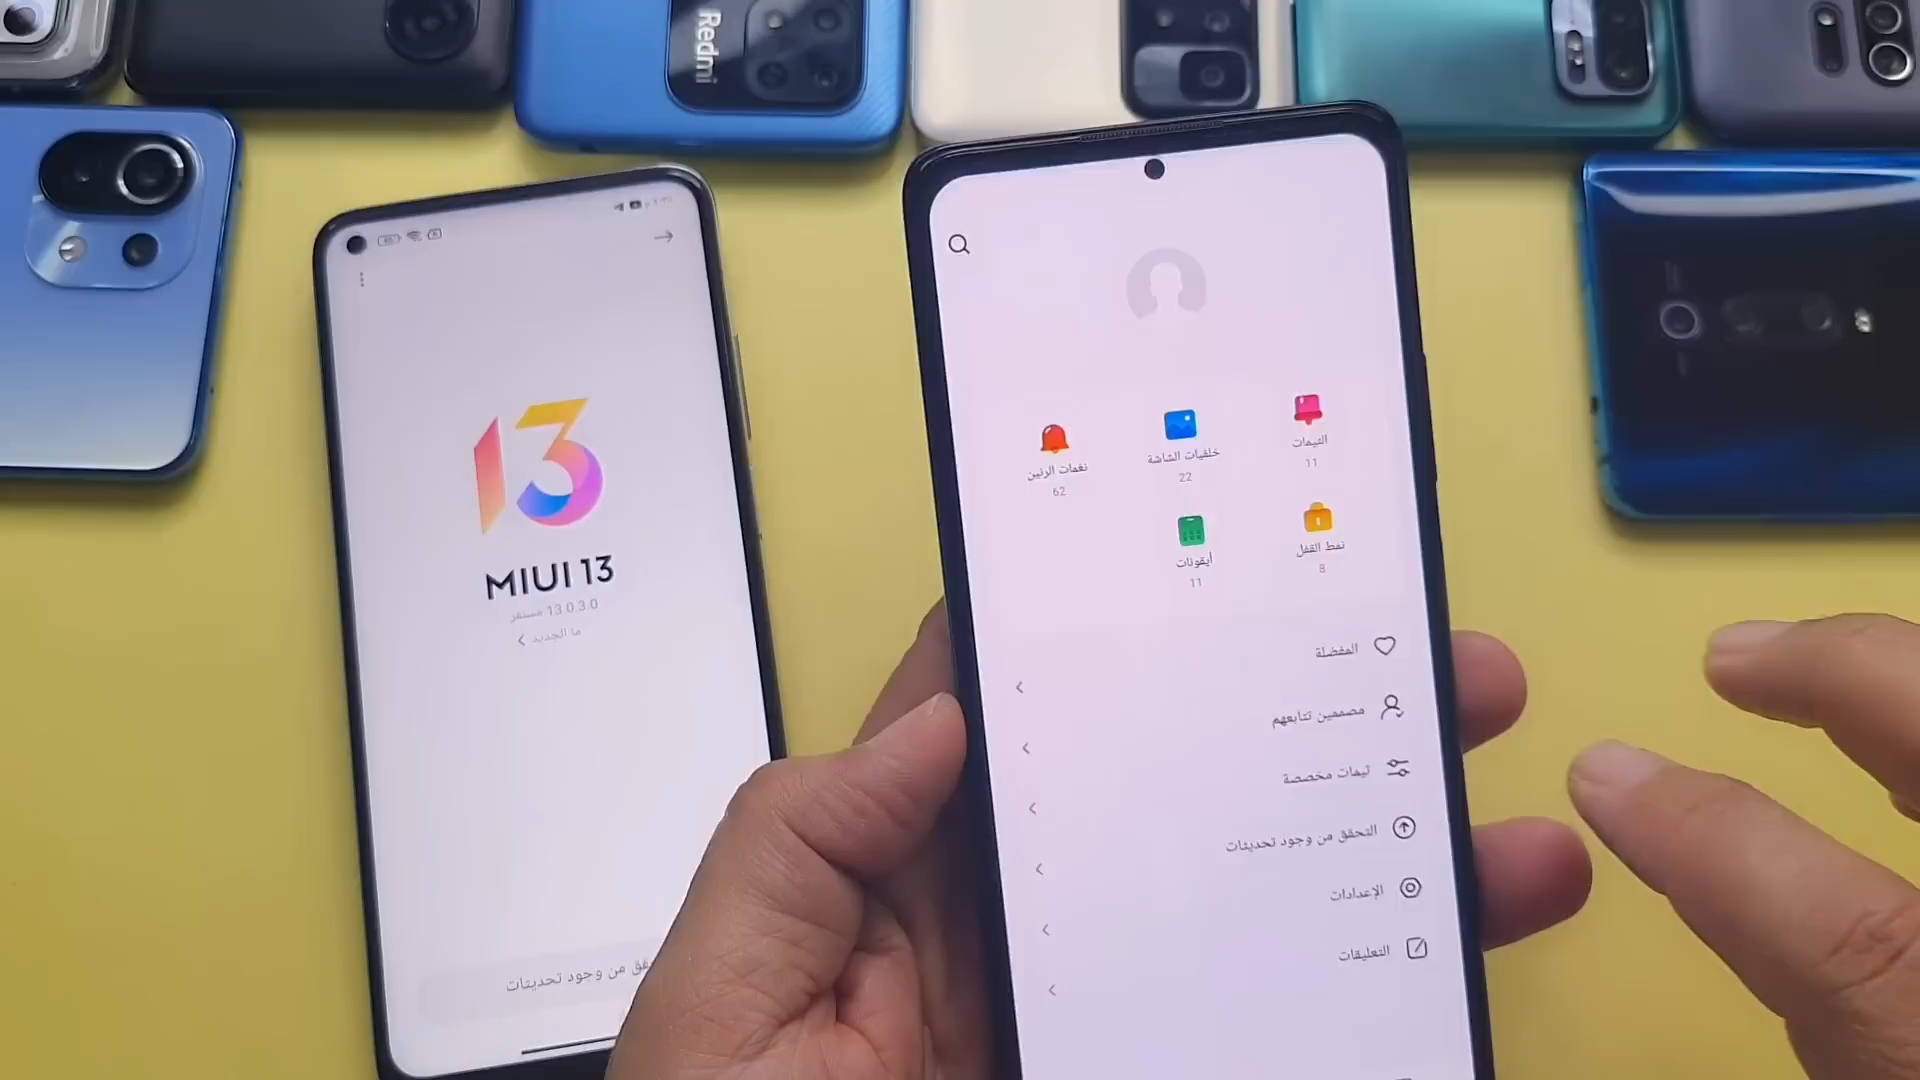 Redmi
MIUI 13
13.0.3.0 مستقر
ما الجديد
من وجود تحديثات
الثيمات
11
خلفيات الشاشة
22
نغمات الرنين
62
نمط القفل
8
أيقونات
11
المفضلة
مصممين تتابعهم
ثيمات مخصصة
التحقق من وجود تحديثات
الإعدادات
التعليقات